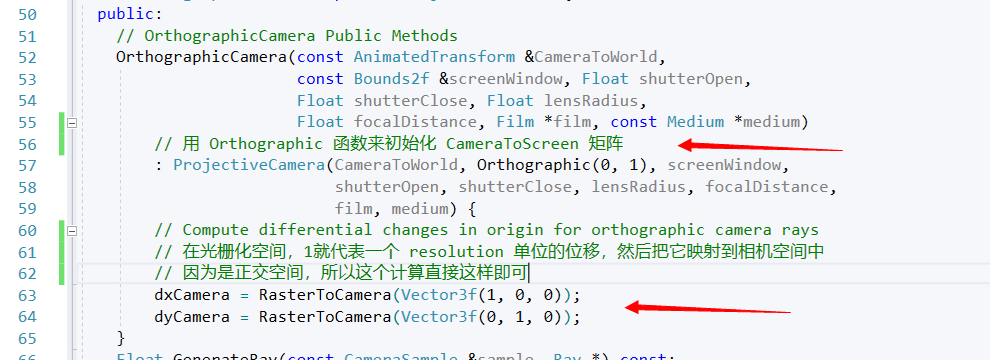 50 public:
51 // OrthographicCamera Public Methods
52 OrthographicCamera(const AnimatedTransform &CameraToWorld,
53 const Bounds2f &screenWindow, Float shutterOpen,
54 Float shutterClose, Float lensRadius,
55 Float focalDistance, Film *film, const Medium *medium)
56 // 用 Orthographic 函数来初始化 CameraToScreen 矩阵
57 : ProjectiveCamera(CameraToWorld, Orthographic(0, 1), screenWindow,
58 shutterOpen, shutterClose, lensRadius, focalDistance,
59 film, medium) {
60 // Compute differential changes in origin for orthographic camera rays
61 // 在光栅化空间，1就代表一个 resolution 单位的位移，然后把它映射到相机空间中
62 // 因为是正交空间，所以这个计算直接这样即可
63 dxCamera = RasterToCamera(Vector3f(1, 0, 0));
64 dyCamera = RasterToCamera(Vector3f(0, 1, 0));
65 }
Float GenerateRay(const CameraSample &sample, Ray *) const;